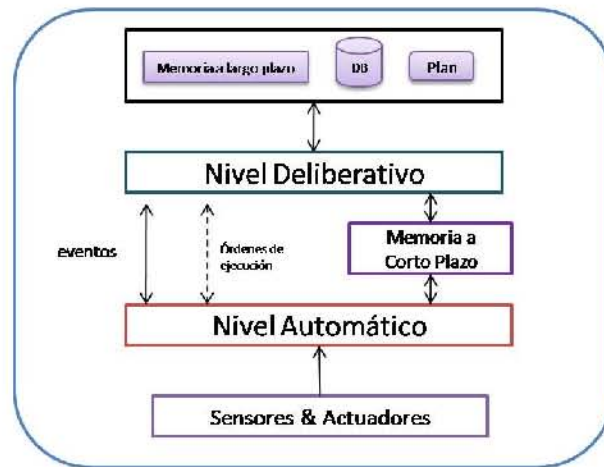 Memoria a largo plazo
DB
Plan
Nivel Deliberativo
eventos
Órdenes de
ejecución
Memoria a
Corto Plazo
Nivel Automático
Sensores & Actuadores